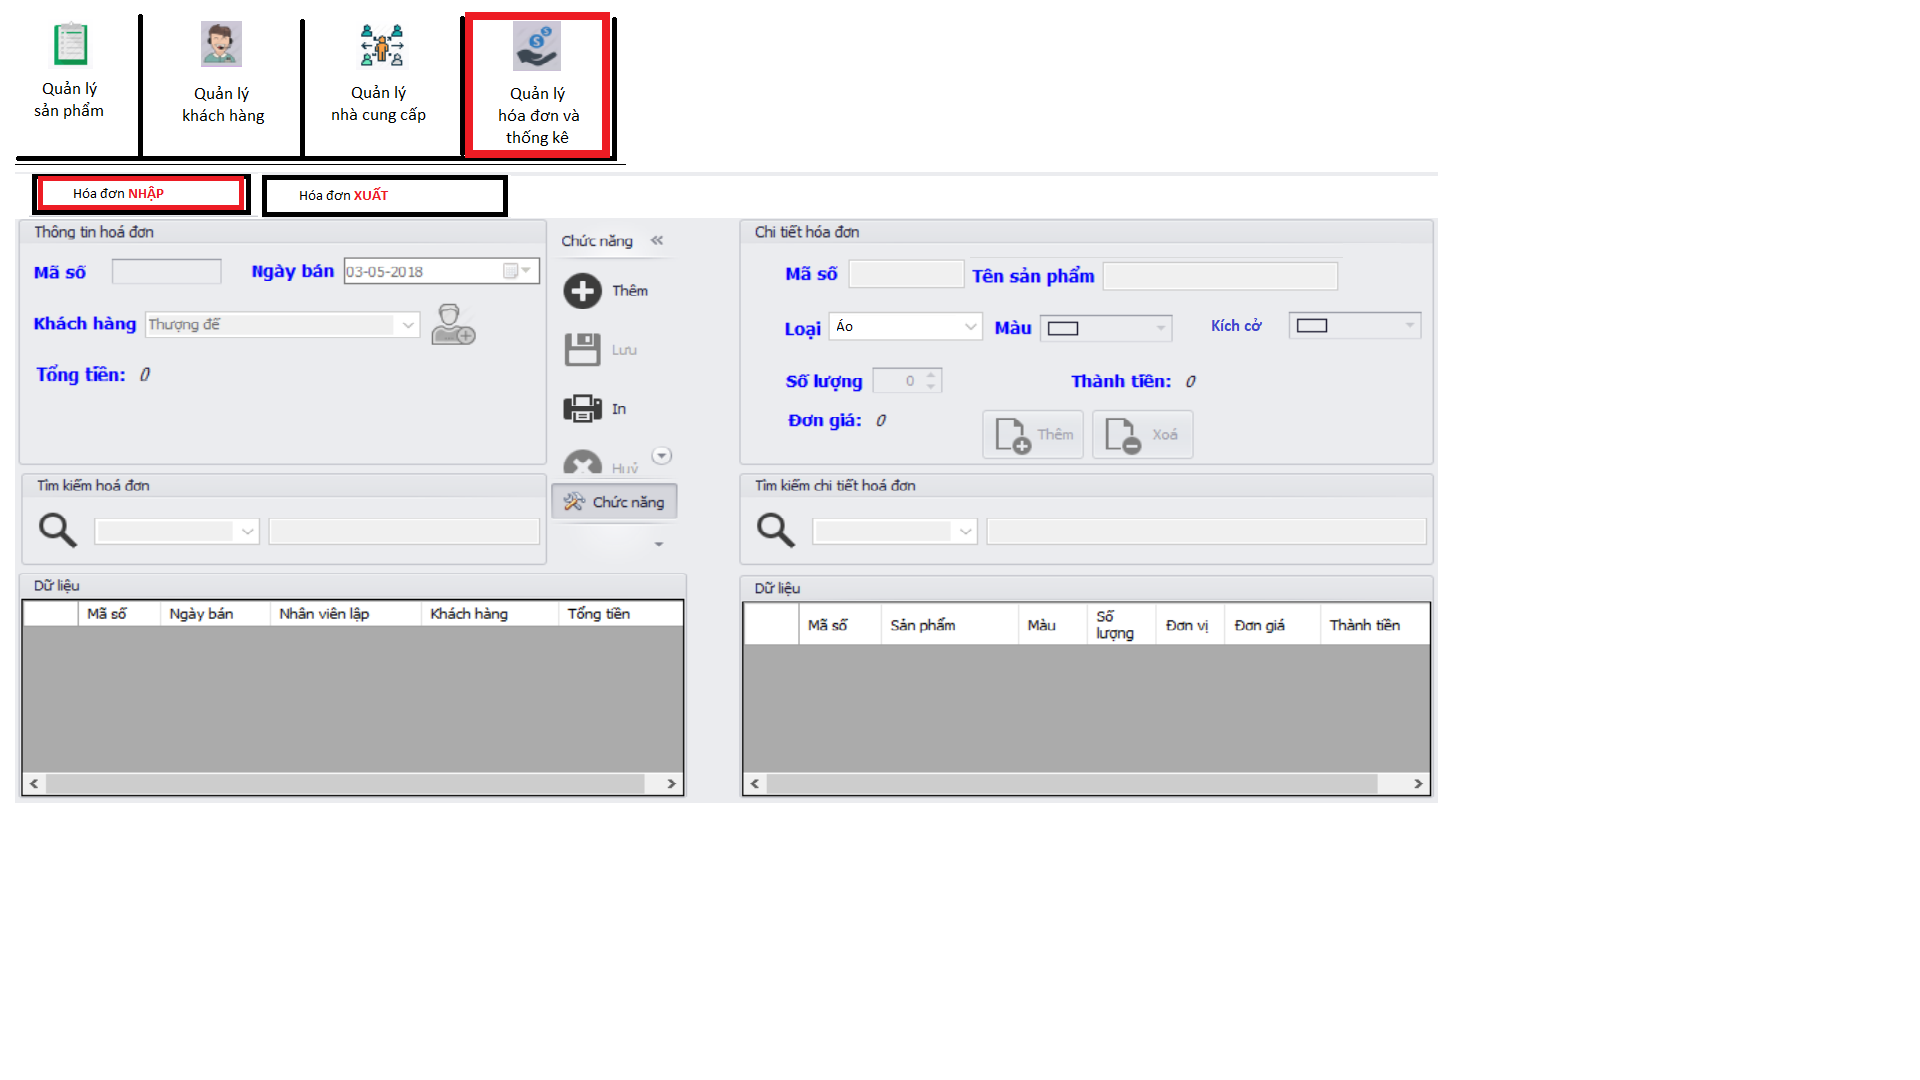 Quản lý
sản phẩm
Quản lý
khách hàng
Quản lý
nhà cung cấp
Quản lý
hóa đơn và
thống kê
Hóa đơn NHẬP
Hóa đơn XUẤT
Thông tin hoá đơn
Mã số
Ngày bán 03-05-2018
Khách hàng Thượng đế
Tổng tiền: 0
Chức năng
Thêm
Lưu
In
Huỷ
Chức năng
Chi tiết hóa đơn
Mã số
Tên sản phẩm
Loại Áo
Màu
Kích cở
Số lượng 0
Thành tiền: 0
Đơn giá: 0
Thêm
Xoá
Tìm kiếm hoá đơn
Tìm kiếm chi tiết hoá đơn
Dữ liệu
Mã số Ngày bán Nhân viên lập Khách hàng Tổng tiền
Dữ liệu
Mã số Sản phẩm Màu Số lượng Đơn vị Đơn giá Thành tiền